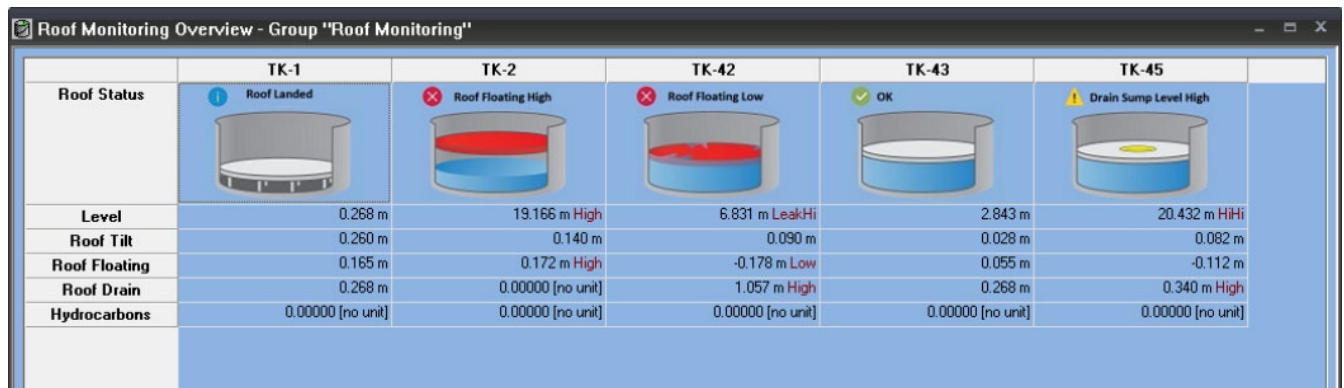 Roof Monitoring Overview - Group "Roof Monitoring"
TK-1 TK-2 TK-42 TK-43 TK-45
Roof Status Roof Landed Roof Floating High Roof Floating Low OK Drain Sump Level High
Level 0.268 m 19.166 m High 6.831 m LeakHi 2.843 m 20.432 m HiHi
Roof Tilt 0.260 m 0.140 m 0.090 m 0.028 m 0.082 m
Roof Floating 0.165 m 0.172 m High -0.178 m Low 0.055 m -0.112 m
Roof Drain 0.268 m 0.00000 [no unit] 1.057 m High 0.268 m 0.340 m High
Hydrocarbons 0.00000 [no unit] 0.00000 [no unit] 0.00000 [no unit] 0.00000 [no unit] 0.00000 [no unit]